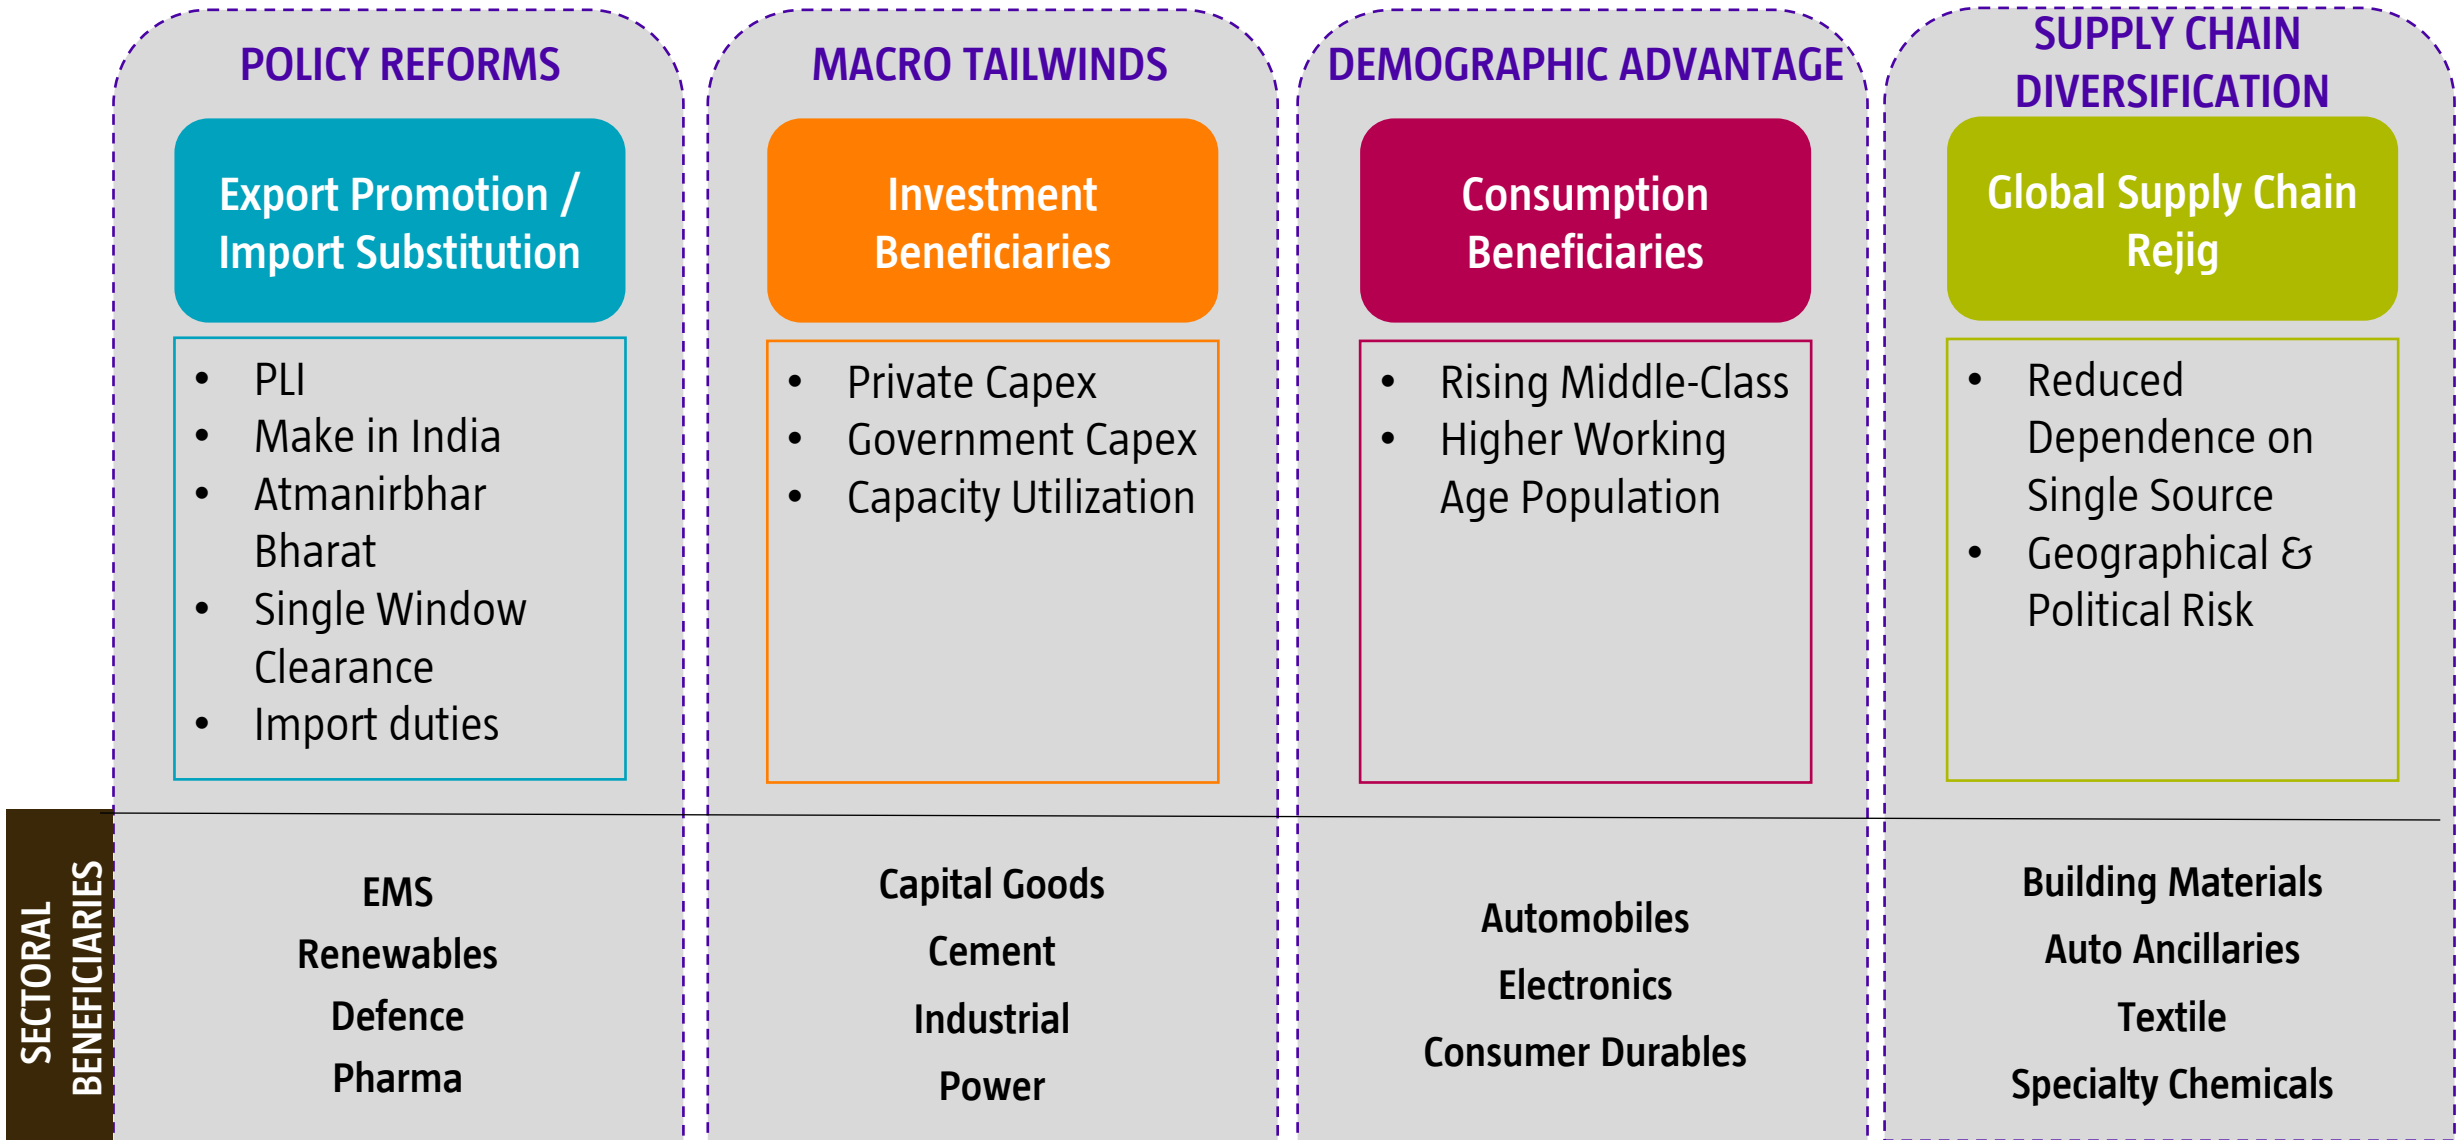 POLICY REFORMS
Export Promotion /
Import Substitution
• PLI
• Make in India
• Atmanirbhar
Bharat
• Single Window
Clearance
• Import duties
MACRO TAILWINDS
Investment
Beneficiaries
• Private Capex
• Government Capex
• Capacity Utilization
DEMOGRAPHIC ADVANTAGE
Consumption
Beneficiaries
• Rising Middle-Class
• Higher Working
Age Population
SUPPLY CHAIN
DIVERSIFICATION
Global Supply Chain
Rejig
• Reduced
Dependence on
Single Source
• Geographical &
Political Risk
SECTORAL
BENEFICIARIES
EMS
Renewables
Defence
Pharma
Capital Goods
Cement
Industrial
Power
Automobiles
Electronics
Consumer Durables
Building Materials
Auto Ancillaries
Textile
Specialty Chemicals